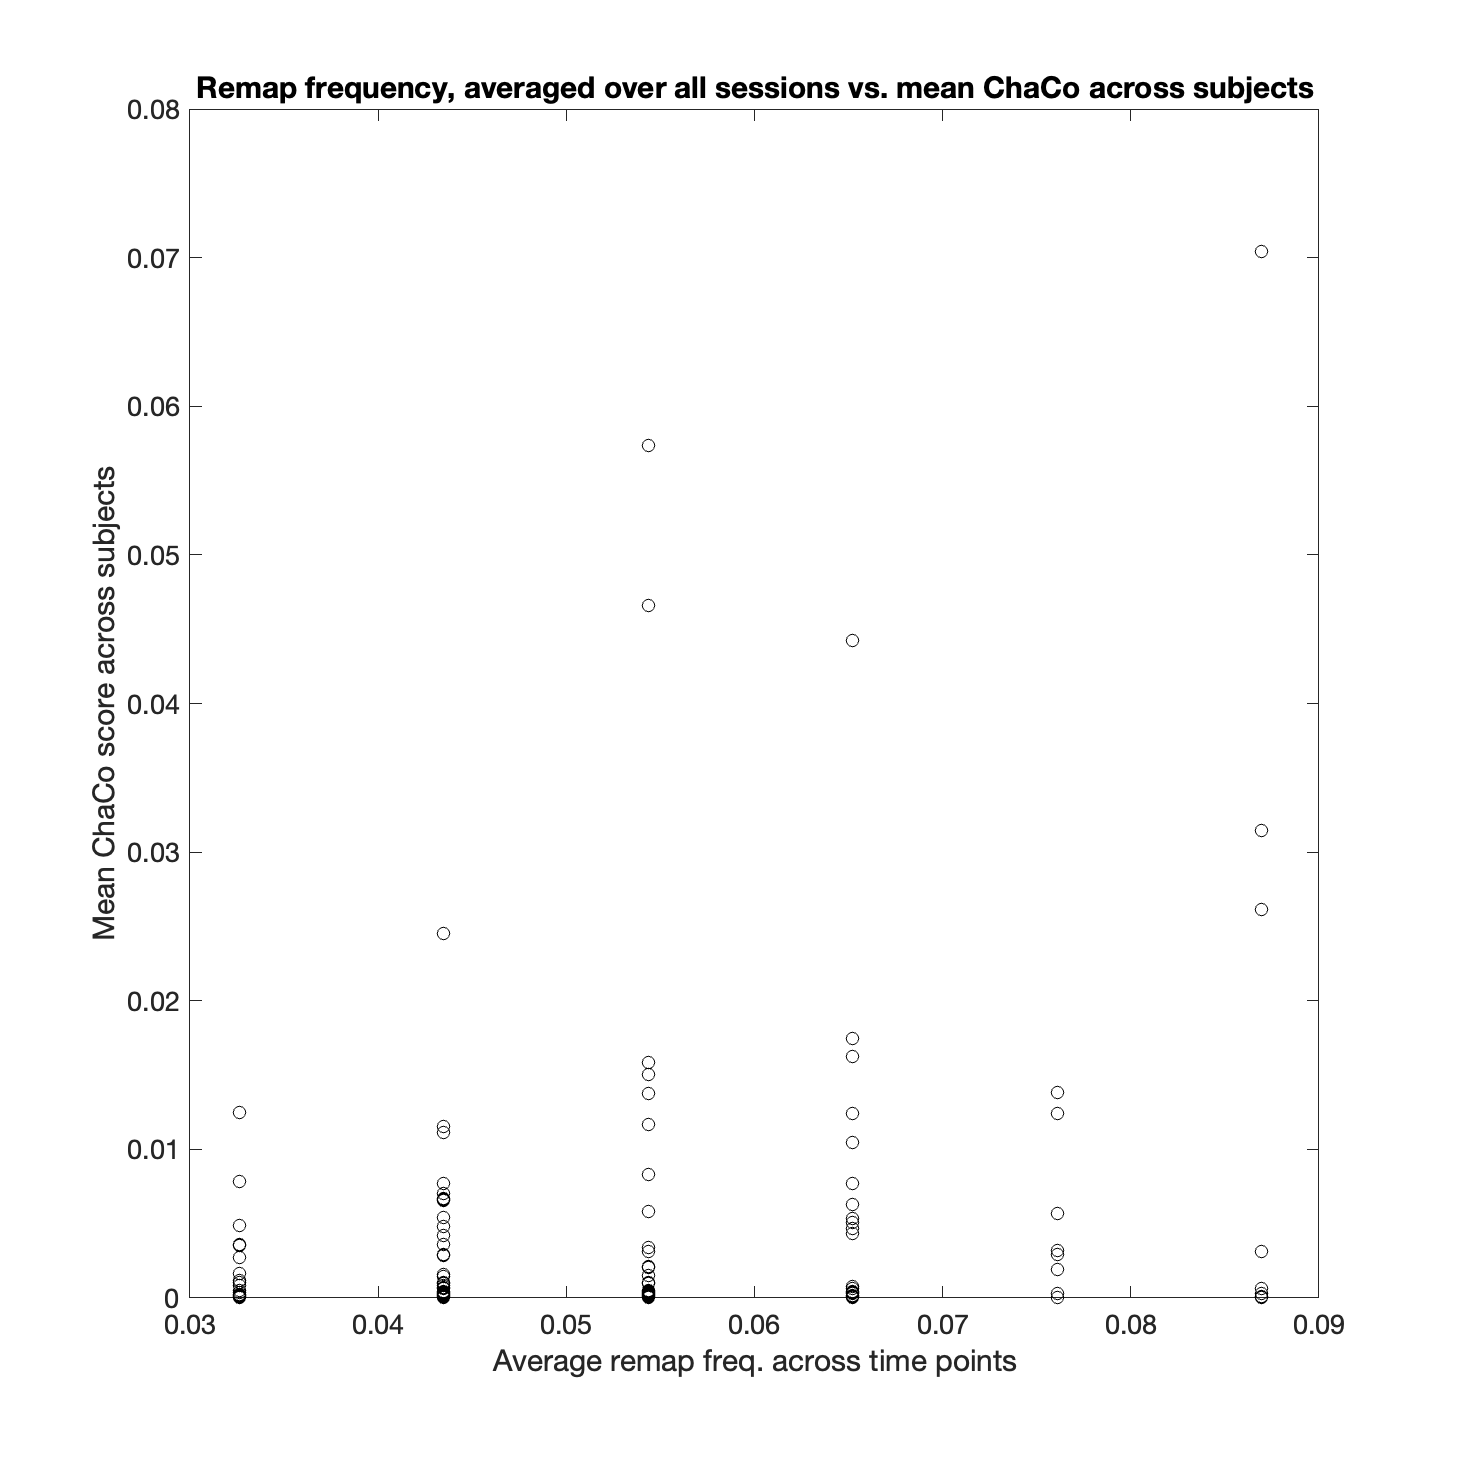 Remap frequency, averaged over all sessions vs. mean ChaCo across subjects
0.08
0.07
0.06
0.05
0.04
0.03
0.02
0.01
0
Mean ChaCo score across subjects
0.03 0.04 0.05 0.06 0.07 0.08 0.09
Average remap freq. across time points